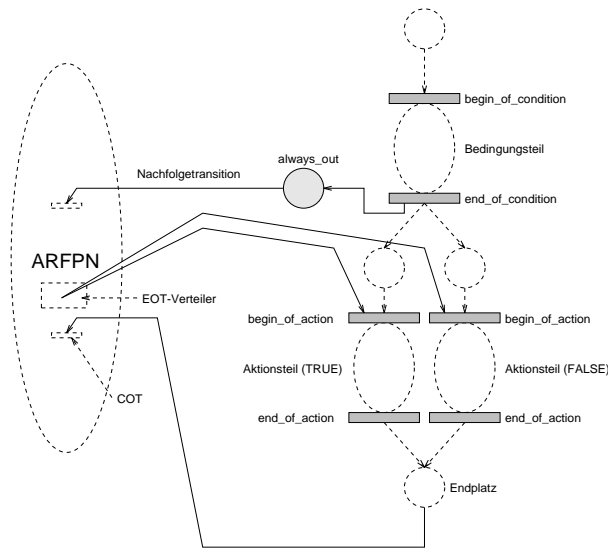 begin_of_condition
Bedingungsteil
always_out
Nachfolgetransition
end_of_condition
ARFPN
EOT-Verteiler
begin_of_action
begin_of_action
Aktionsteil (TRUE)
Aktionsteil (FALSE)
COT
end_of_action
end_of_action
Endplatz